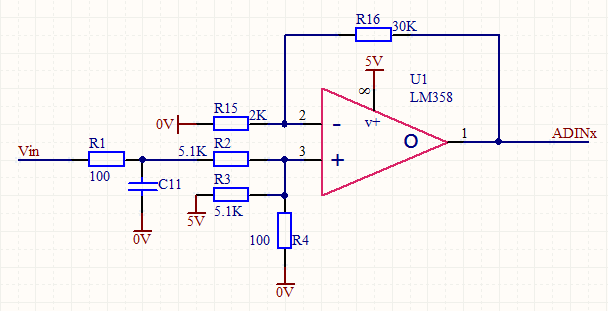 R16
30K
5V
U1
LM358
8
V+
R15
2K
0V
2
-
1
ADINx
O
Vin
R1
100
5.1K
R2
3
+
C11
R3
5.1K
5V
0V
100
R4
0V